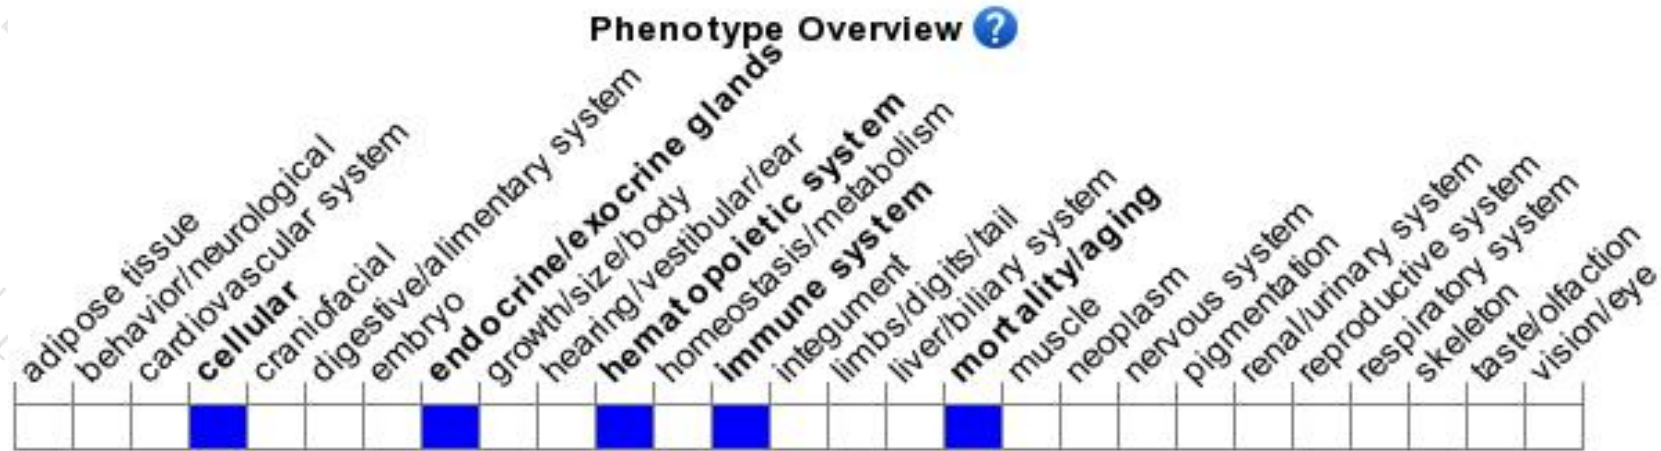 Phenotype Overview ?
adipose tissue
behavior/neurological
cardiovascular system
cellular
craniofacial
digestive/alimentary system
embryo
endocrine/exocrine glands
growth/size/body
hearing/vestibular/ear
hematopoietic system
homeostasis/metabolism
immune system
integument
limbs/digits/tail
liver/biliary system
mortality/aging
muscle
neoplasm
nervous system
pigmentation
renal/urinary system
reproductive system
respiratory system
skeleton
taste/olfaction
vision/eye